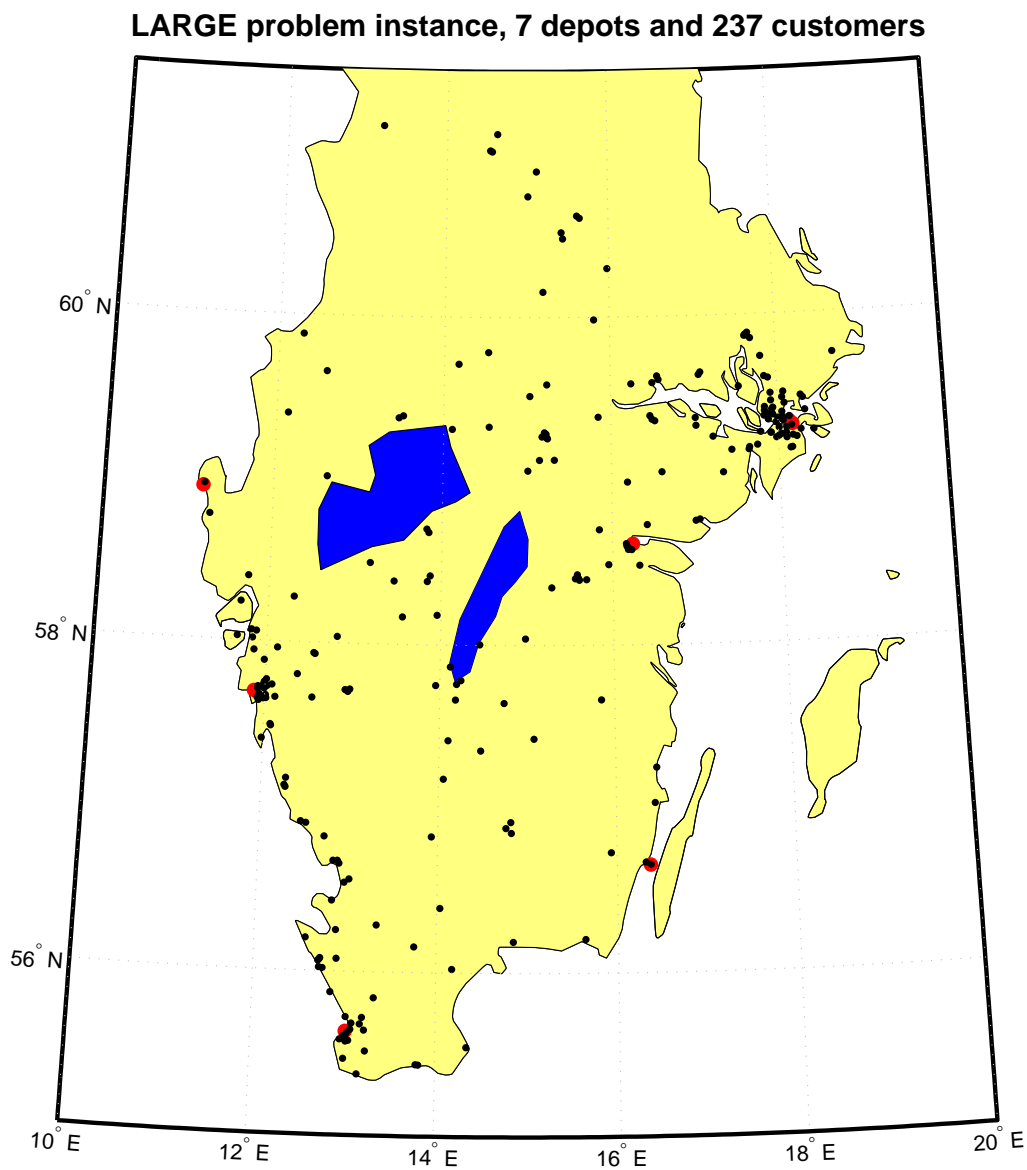 LARGE problem instance, 7 depots and 237 customers
60° N
58° N
56° N
10° E
12° E
14° E
16° E
18° E
20° E